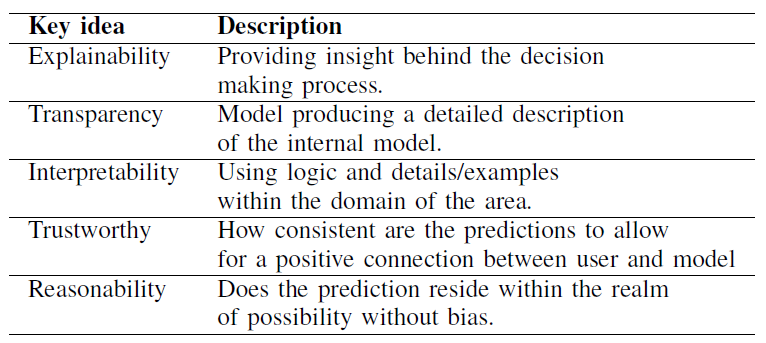 Key idea Description
Explainability Providing insight behind the decision
making process.
Transparency Model producing a detailed description
of the internal model.
Interpretability Using logic and details/examples
within the domain of the area.
Trustworthy How consistent are the predictions to allow
for a positive connection between user and model
Reasonability Does the prediction reside within the realm
of possibility without bias.